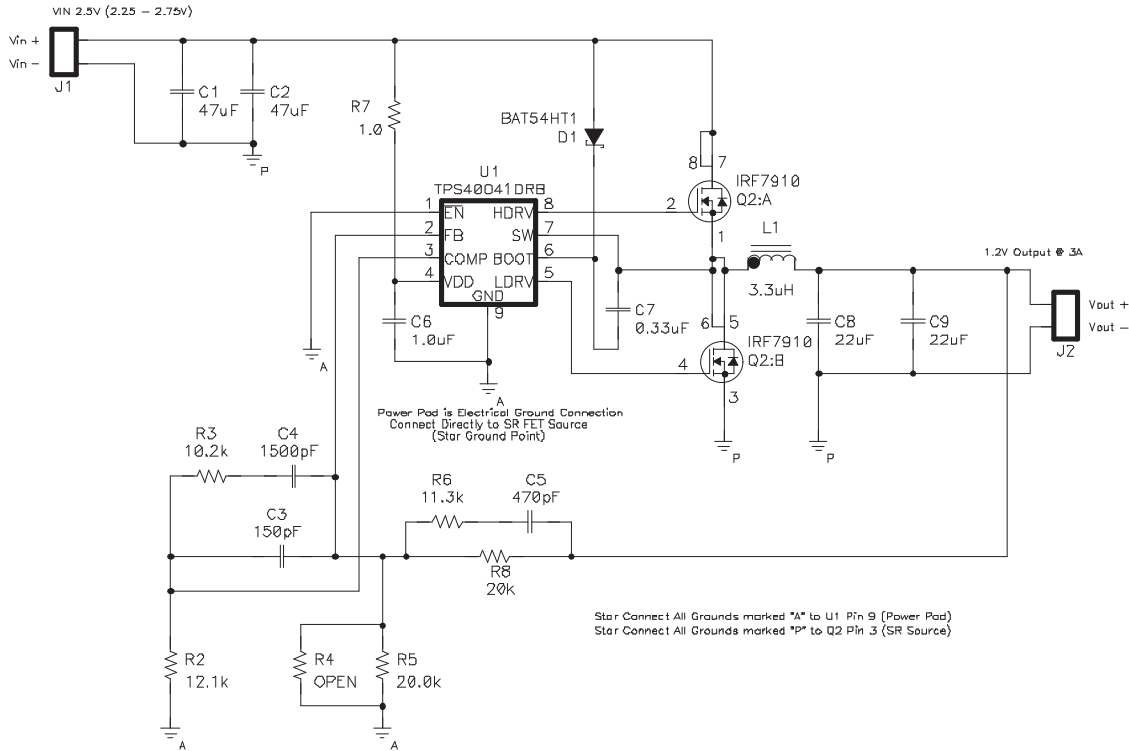 VIN 2.5V (2.25 – 2.75V)
Vin +
Vin –
J1
C1
47uF
C2
47uF
P
R7
1.0
BAT54HT1
D1
U1
TPS40041DRB
1
EN
HDRV
8
2
FB
SW
7
3
COMP
BOOT
6
4
VDD
LDRV
5
GND
9
8
7
IRF7910
Q2:A
2
1
L1
3.3uH
1.2V Output @ 3A
Vout +
Vout –
J2
C6
1.0uF
C7
0.33uF
6
5
IRF7910
Q2:B
4
3
C8
22uF
C9
22uF
A
A
P
P
Power Pad is Electrical Ground Connection
Connect Directly to SR FET Source
(Star Ground Point)
R3
10.2k
C4
1500pF
C3
150pF
R6
11.3k
C5
470pF
R8
20k
Star Connect All Grounds marked "A" to U1 Pin 9 (Power Pad)
Star Connect All Grounds marked "P" to Q2 Pin 3 (SR Source)
R2
12.1k
R4
OPEN
R5
20.0k
A
A